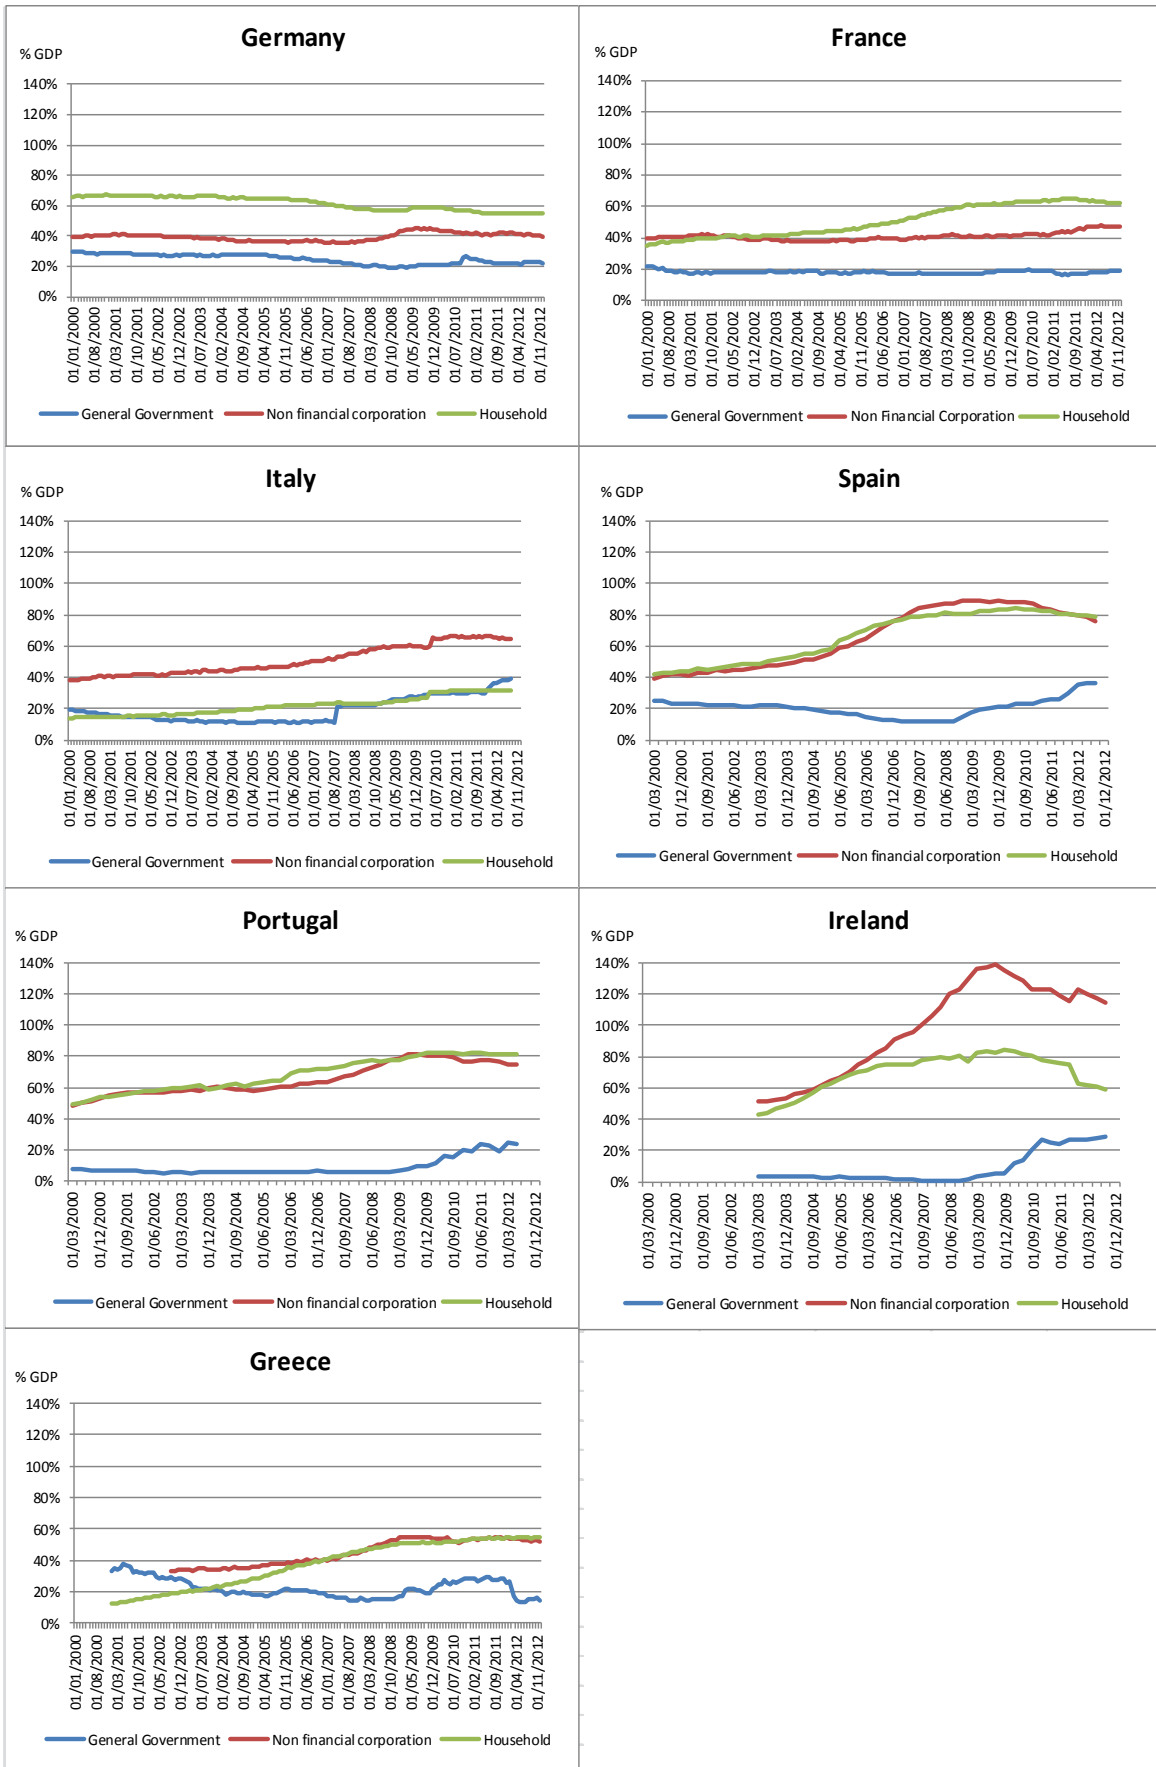 Germany
% GDP
140%
120%
100%
80%
60%
40%
20%
0%
01/01/2000 01/08/2000 01/03/2001 01/10/2001 01/05/2002 01/12/2002 01/07/2003 01/02/2004 01/09/2004 01/04/2005 01/11/2005 01/06/2006 01/01/2007 01/08/2007 01/03/2008 01/10/2008 01/05/2009 01/12/2009 01/07/2010 01/02/2011 01/09/2011 01/04/2012 01/11/2012
General Government Non financial corporation Household
France
% GDP
140%
120%
100%
80%
60%
40%
20%
0%
01/01/2000 01/08/2000 01/03/2001 01/10/2001 01/05/2002 01/12/2002 01/07/2003 01/02/2004 01/09/2004 01/04/2005 01/11/2005 01/06/2006 01/01/2007 01/08/2007 01/03/2008 01/10/2008 01/05/2009 01/12/2009 01/07/2010 01/02/2011 01/09/2011 01/04/2012 01/11/2012
General Government Non Financial Corporation Household
Italy
% GDP
140%
120%
100%
80%
60%
40%
20%
0%
01/01/2000 01/08/2000 01/03/2001 01/10/2001 01/05/2002 01/12/2002 01/07/2003 01/02/2004 01/09/2004 01/04/2005 01/11/2005 01/06/2006 01/01/2007 01/08/2007 01/03/2008 01/10/2008 01/05/2009 01/12/2009 01/07/2010 01/02/2011 01/09/2011 01/04/2012 01/11/2012
General Government Non financial corporation Household
Spain
% GDP
140%
120%
100%
80%
60%
40%
20%
0%
01/03/2000 01/12/2000 01/09/2001 01/06/2002 01/03/2003 01/12/2003 01/09/2004 01/06/2005 01/03/2006 01/12/2006 01/09/2007 01/06/2008 01/03/2009 01/12/2009 01/09/2010 01/06/2011 01/03/2012 01/12/2012
General Government Non financial corporation Household
Portugal
% GDP
140%
120%
100%
80%
60%
40%
20%
0%
01/03/2000 01/12/2000 01/09/2001 01/06/2002 01/03/2003 01/12/2003 01/09/2004 01/06/2005 01/03/2006 01/12/2006 01/09/2007 01/06/2008 01/03/2009 01/12/2009 01/09/2010 01/06/2011 01/03/2012 01/12/2012
General Government Non financial corporation Household
Ireland
% GDP
140%
120%
100%
80%
60%
40%
20%
0%
01/03/2000 01/12/2000 01/09/2001 01/06/2002 01/03/2003 01/12/2003 01/09/2004 01/06/2005 01/03/2006 01/12/2006 01/09/2007 01/06/2008 01/03/2009 01/12/2009 01/09/2010 01/06/2011 01/03/2012 01/12/2012
General Government Non financial corporation Household
Greece
% GDP
140%
120%
100%
80%
60%
40%
20%
0%
01/01/2000 01/08/2000 01/03/2001 01/10/2001 01/05/2002 01/12/2002 01/07/2003 01/02/2004 01/09/2004 01/04/2005 01/11/2005 01/06/2006 01/01/2007 01/08/2007 01/03/2008 01/10/2008 01/05/2009 01/12/2009 01/07/2010 01/02/2011 01/09/2011 01/04/2012 01/11/2012
General Government Non financial corporation Household